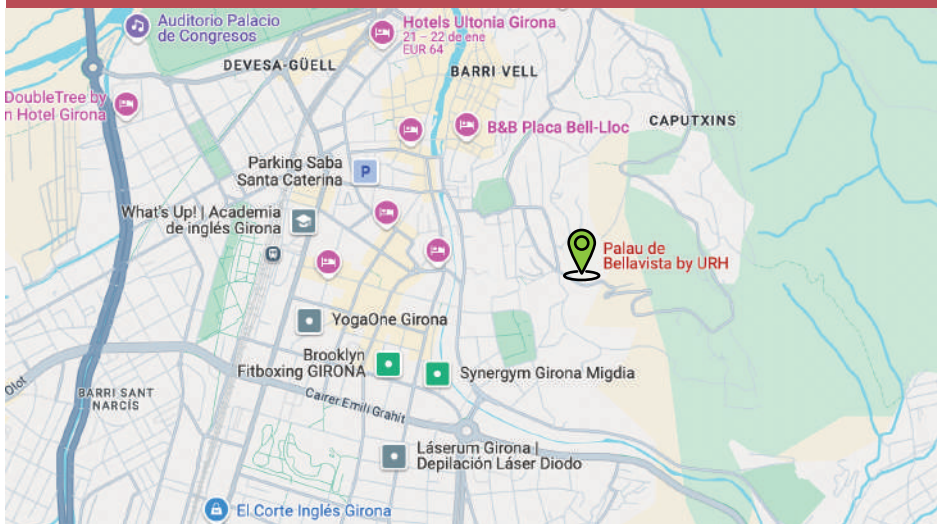 Auditorio Palacio
de Congresos
Hotels Ultonia Girona
21 – 22 de ene
EUR 64
DEVESA-GÜELL
BARRI VELL
DoubleTree by
n Hotel Girona
B&B Placa Bell-Lloc
CAPUTXINS
Parking Saba
Santa Caterina
P
What's Up! | Academia
de inglés Girona
Palau de
Bellavista by URH
YogaOne Girona
Brooklyn
Fitboxing GIRONA
Synergym Girona Migdia
Olot
BARRI SANT
NARCÍS
Carrer Emili Grahit
Láserum Girona |
Depilación Láser Diodo
El Corte Inglés Girona